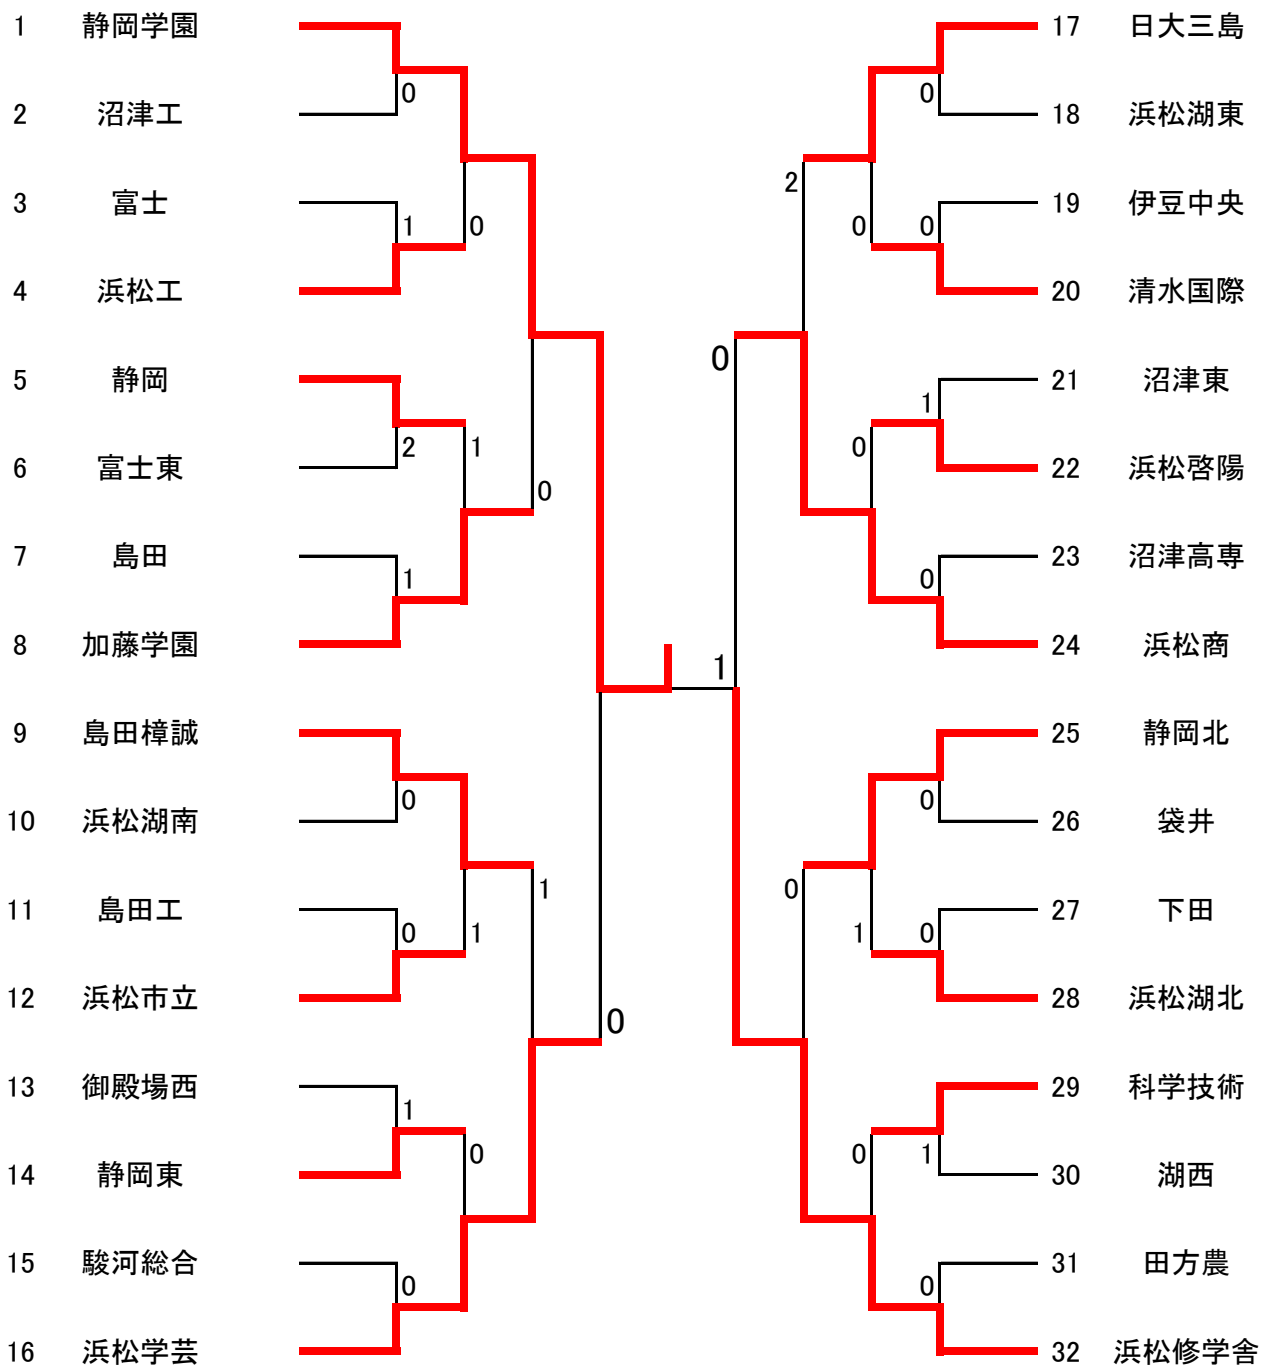 1 静岡学園
2 沼津工
3 富士
4 浜松工
5 静岡
6 富士東
7 島田
8 加藤学園
9 島田樟誠
10 浜松湖南
11 島田工
12 浜松市立
13 御殿場西
14 静岡東
15 駿河総合
16 浜松学芸
0
1
2
1
0
0
1
0
0
1
1
0
0
1
0
0
1
0
2
0
0
0
1
0
0
0
1
0
0
1
0
17 日大三島
18 浜松湖東
19 伊豆中央
20 清水国際
21 沼津東
22 浜松啓陽
23 沼津高専
24 浜松商
25 静岡北
26 袋井
27 下田
28 浜松湖北
29 科学技術
30 湖西
31 田方農
32 浜松修学舎